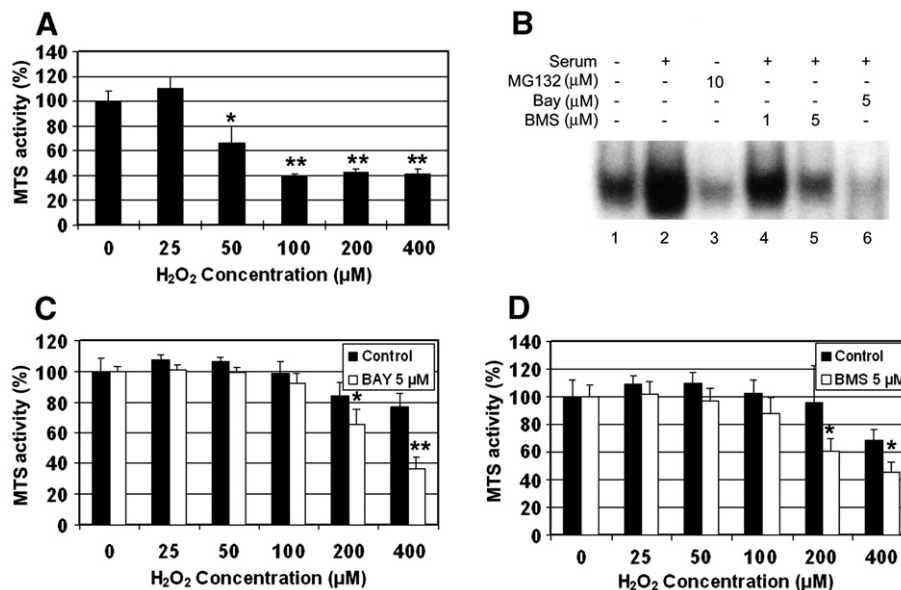 A
MTS activity (%)
140
120
100
80
60
40
20
0
*
**
**
**
0 25 50 100 200 400
H₂O₂ Concentration (µM)
B
Serum - + - + + +
MG132 (µM) - - 10 - - -
Bay (µM) - - - - - 5
BMS (µM) - - - 1 5 -
1 2 3 4 5 6
C
MTS activity (%)
120
100
80
60
40
20
0
Control
BAY 5 µM
*
**
0 25 50 100 200 400
H₂O₂ Concentration (µM)
D
MTS activity (%)
140
120
100
80
60
40
20
0
Control
BMS 5 µM
*
*
0 25 50 100 200 400
H₂O₂ Concentration (µM)